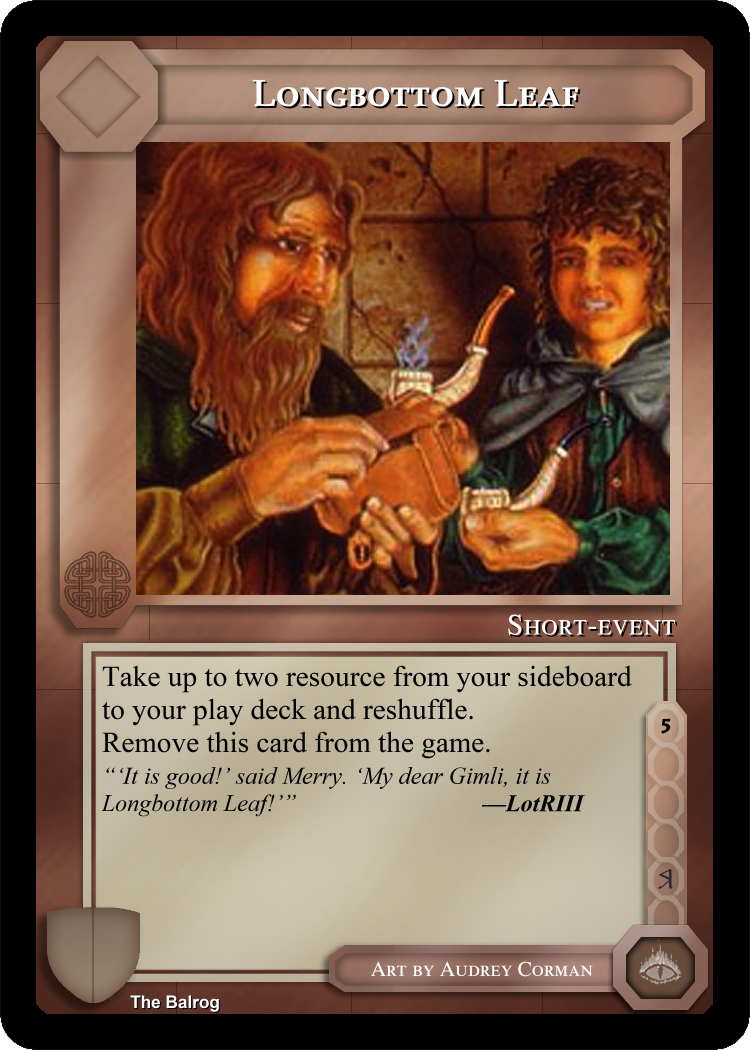 Longbottom Leaf
Short-event
Take up to two resource from your sideboard
to your play deck and reshuffle.
Remove this card from the game.
“‘It is good!’ said Merry. ‘My dear Gimli, it is
Longbottom Leaf!’” —LotRIII
5
Art by Audrey Corman
The Balrog